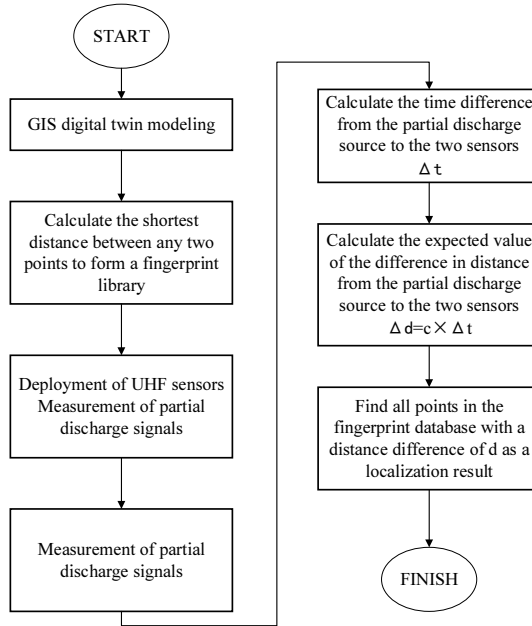 START
GIS digital twin modeling
Calculate the shortest
distance between any two
points to form a fingerprint
library
Deployment of UHF sensors
Measurement of partial
discharge signals
Measurement of partial
discharge signals
Calculate the time difference
from the partial discharge
source to the two sensors
Δt
Calculate the expected value
of the difference in distance
from the partial discharge
source to the two sensors
Δd=c×Δt
Find all points in the
fingerprint database with a
distance difference of d as a
localization result
FINISH